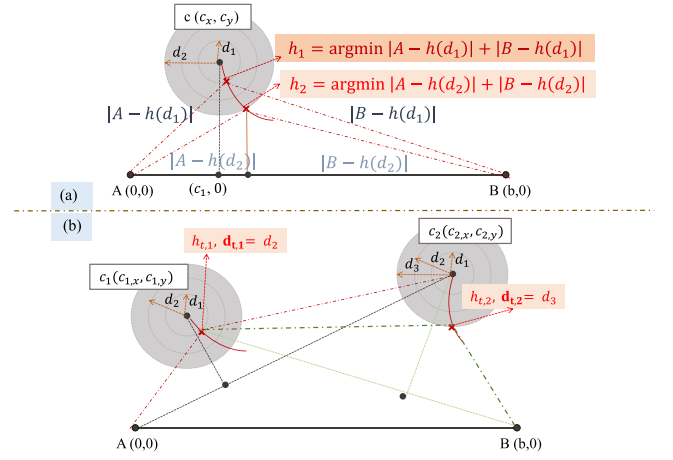 c (c_x, c_y)
d_2
d_1
h_1 = argmin |A − h(d_1)| + |B − h(d_1)|
h_2 = argmin |A − h(d_2)| + |B − h(d_2)|
|A − h(d_1)|
|B − h(d_1)|
|A − h(d_2)|
|B − h(d_2)|
A (0,0)
(c_1, 0)
B (b,0)
(a)
(b)
c_2(c_{2,x}, c_{2,y})
h_{t,1}, d_{t,1}= d_2
d_3
d_2
d_1
c_1(c_{1,x}, c_{1,y})
h_{t,2}, d_{t,2}= d_3
d_2
d_1
A (0,0)
B (b,0)